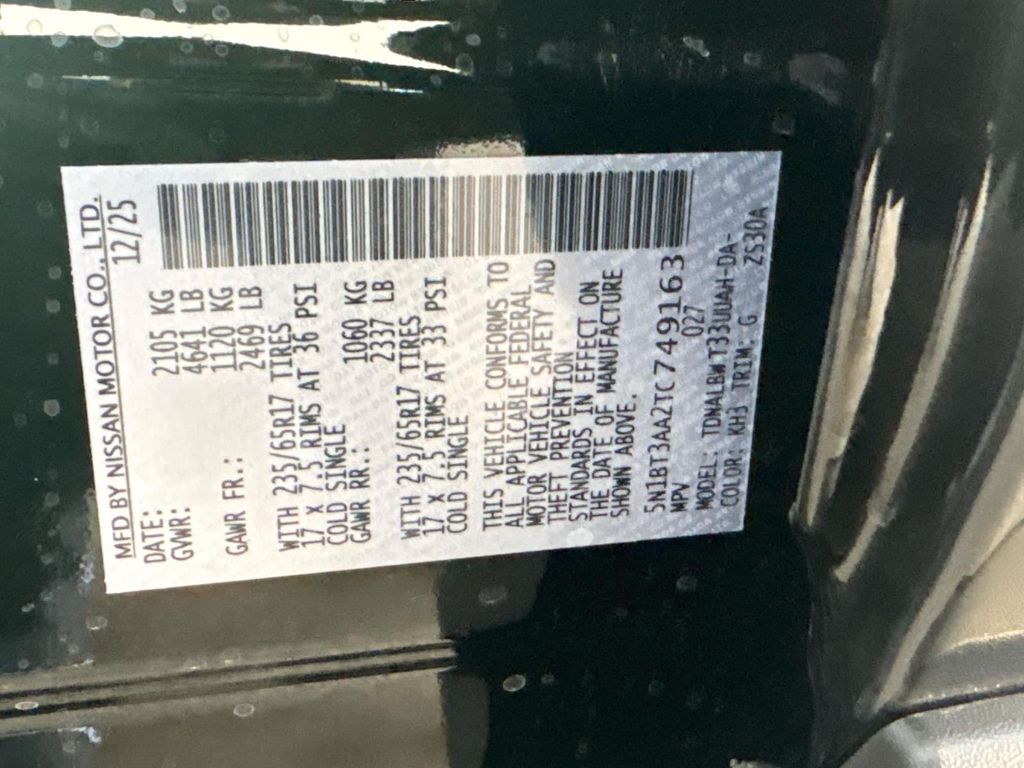 MFD BY NISSAN MOTOR CO., LTD.
DATE: 12/25
GVWR: 2105 KG
4641 LB
GAWR FR.: 1120 KG
2469 LB
WITH 235/65R17 TIRES
17 X 7.5 RIMS AT 36 PSI
COLD SINGLE
GAWR RR.: 1060 KG
2337 LB
WITH 235/65R17 TIRES
17 X 7.5 RIMS AT 33 PSI
COLD SINGLE
THIS VEHICLE CONFORMS TO
ALL APPLICABLE FEDERAL
MOTOR VEHICLE SAFETY AND
THEFT PREVENTION
STANDARDS IN EFFECT ON
THE DATE OF MANUFACTURE
SHOWN ABOVE.
5N1BT3AA2TC749163
MPV 027
MODEL: TDNALBWT33UUAH-DA-
COLOR: KH3 TRIM: G ZS30A